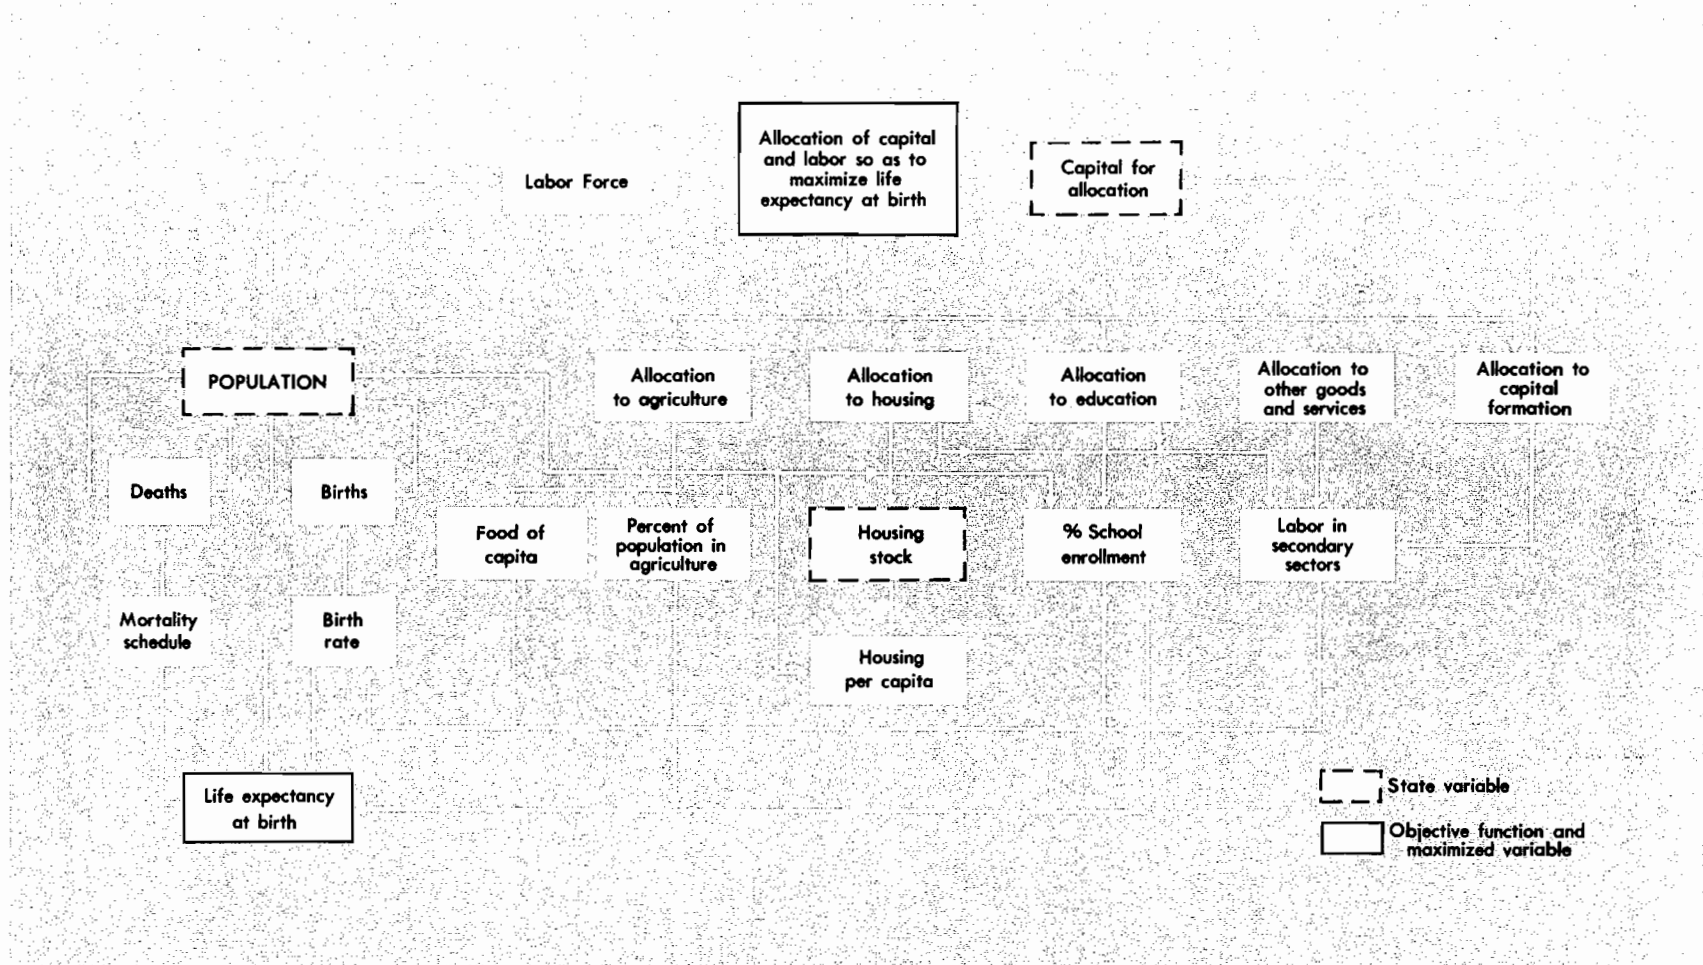 Allocation of capital
and labor so as to
maximize life
expectancy at birth
Labor Force
Capital for
allocation
POPULATION
Allocation
to agriculture
Allocation
to housing
Allocation
to education
Allocation to
other goods
and services
Allocation to
capital
formation
Deaths
Births
Food of
capita
Percent of
population in
agriculture
Housing
stock
% School
enrollment
Labor in
secondary
sectors
Mortality
schedule
Birth
rate
Housing
per capita
Life expectancy
at birth
State variable
Objective function and
maximized variable